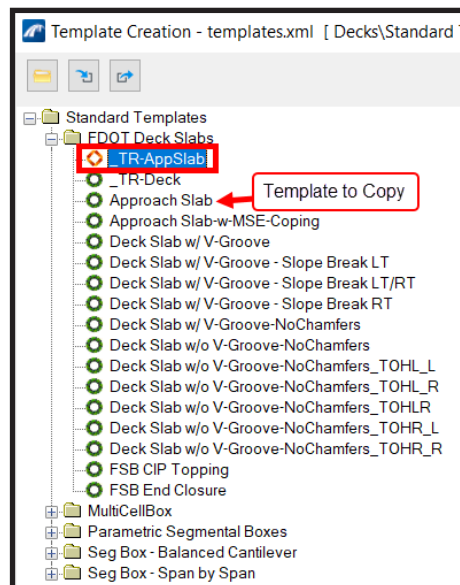 Template Creation - templates.xml [ Decks\Standard
Standard Templates
FDOT Deck Slabs
_TR-AppSlab
_TR-Deck
Approach Slab
Template to Copy
Approach Slab-w-MSE-Coping
Deck Slab w/ V-Groove
Deck Slab w/ V-Groove - Slope Break LT
Deck Slab w/ V-Groove - Slope Break LT/RT
Deck Slab w/ V-Groove - Slope Break RT
Deck Slab w/ V-Groove-NoChamfers
Deck Slab w/o V-Groove-NoChamfers
Deck Slab w/o V-Groove-NoChamfers_TOHL_L
Deck Slab w/o V-Groove-NoChamfers_TOHL_R
Deck Slab w/o V-Groove-NoChamfers_TOHLR
Deck Slab w/o V-Groove-NoChamfers_TOHR_L
Deck Slab w/o V-Groove-NoChamfers_TOHR_R
FSB CIP Topping
FSB End Closure
MultiCellBox
Parametric Segmental Boxes
Seg Box - Balanced Cantilever
Seg Box - Span by Span